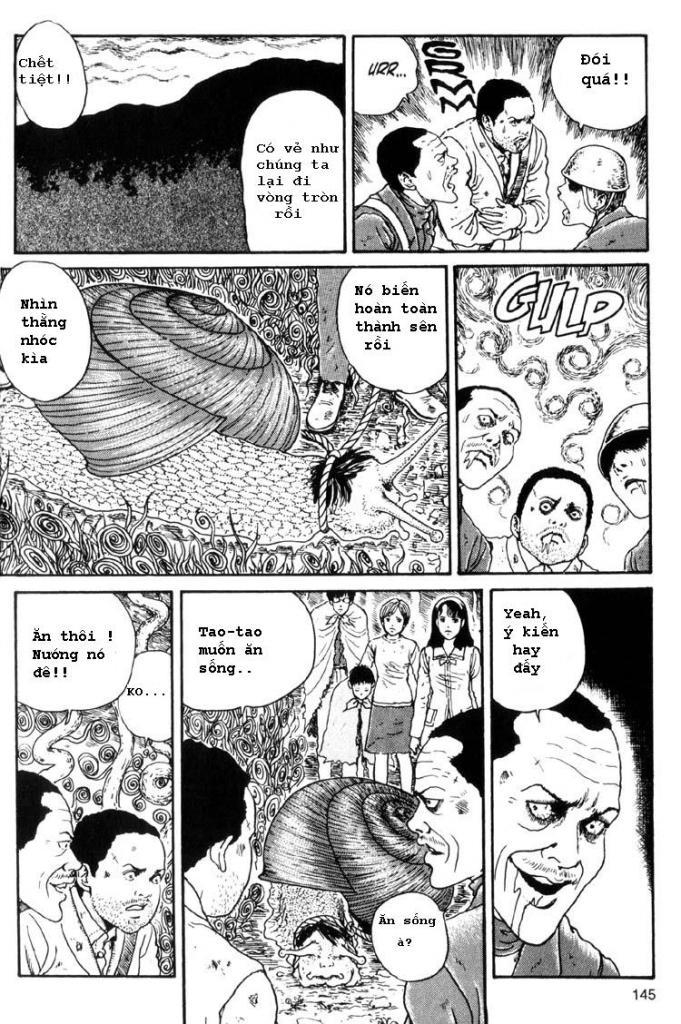 Chết
tiệt!!
Có vẻ như
chúng ta
lại đi
vòng tròn
rồi
URR...
GRMM
Đói
quá!!
Nhìn
thằng
nhóc
kìa
Nó biến
hoàn toàn
thành sên
rồi
GULP
Ăn thôi !
Nướng nó
đê!!
KO...
Tao-tao
muốn ăn
sống..
Ăn sống
à?
Yeah,
ý kiến
hay
đấy
145